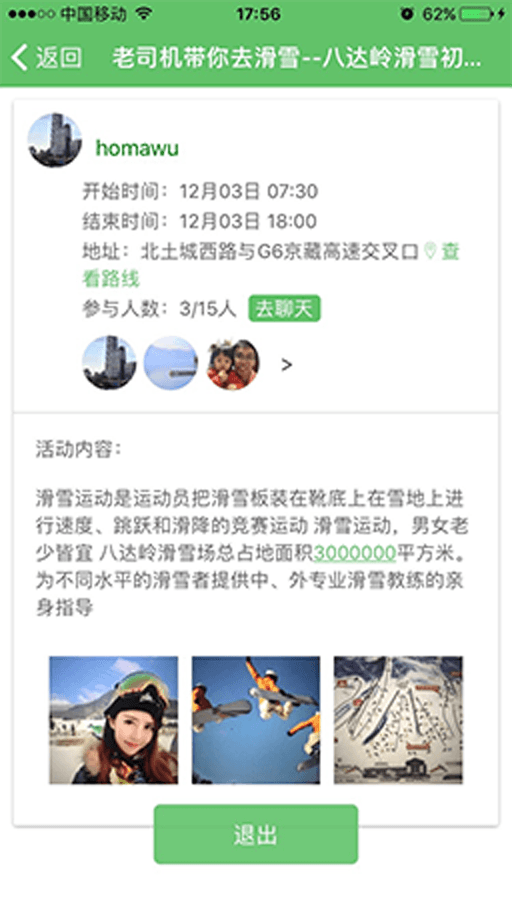 中国移动 17:56 62%
返回 老司机带你去滑雪--八达岭滑雪初...
homawu
开始时间：12月03日 07:30
结束时间：12月03日 18:00
地址：北土城西路与G6京藏高速交叉口 查
看路线
参与人数：3/15人 去聊天
>
活动内容：
滑雪运动是运动员把滑雪板装在靴底上在雪地上进
行速度、跳跃和滑降的竞赛运动 滑雪运动，男女老
少皆宜 八达岭滑雪场总占地面积3000000平方米。
为不同水平的滑雪者提供中、外专业滑雪教练的亲
身指导
退出